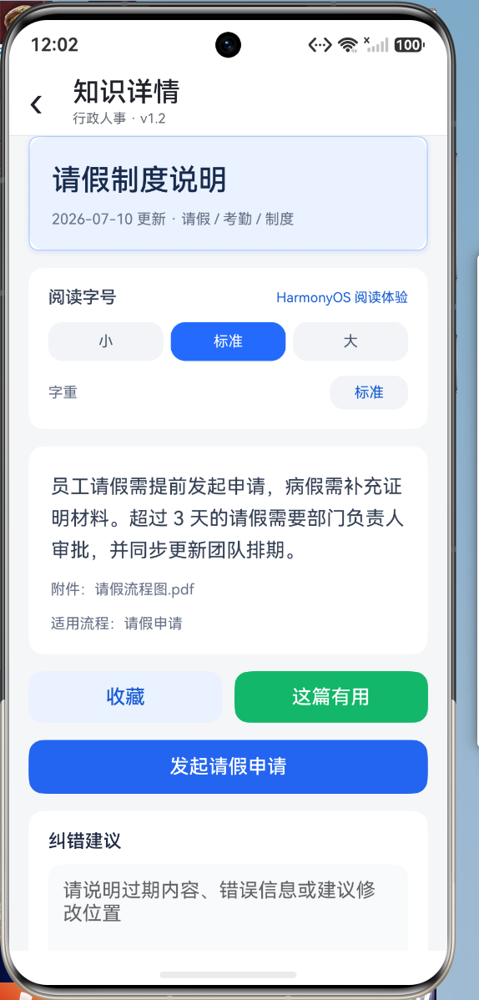 12:02
100
知识详情
行政人事 · v1.2
请假制度说明
2026-07-10 更新 · 请假 / 考勤 / 制度
阅读字号
HarmonyOS 阅读体验
小
标准
大
字重
标准
员工请假需提前发起申请，病假需补充证
明材料。超过 3 天的请假需要部门负责人
审批，并同步更新团队排期。
附件：请假流程图.pdf
适用流程：请假申请
收藏
这篇有用
发起请假申请
纠错建议
请说明过期内容、错误信息或建议修
改位置